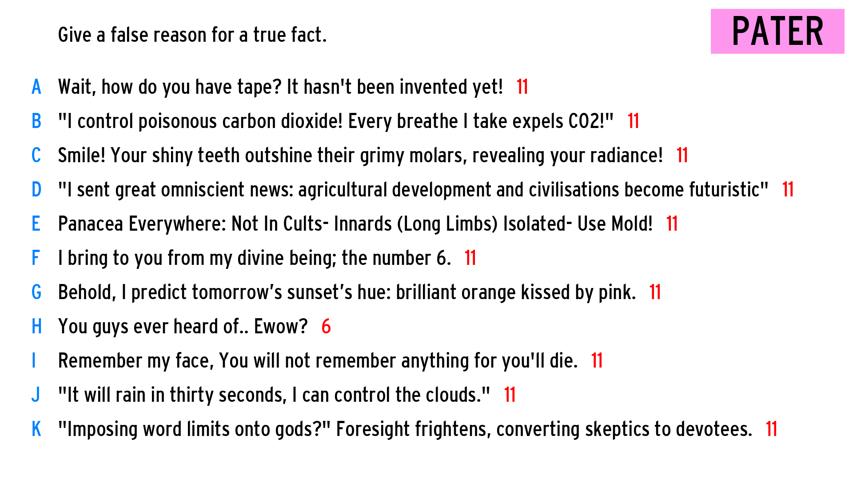 Give a false reason for a true fact.
PATER
A Wait, how do you have tape? It hasn't been invented yet! 11
B "I control poisonous carbon dioxide! Every breathe I take expels CO2!" 11
C Smile! Your shiny teeth outshine their grimy molars, revealing your radiance! 11
D "I sent great omniscient news: agricultural development and civilisations become futuristic" 11
E Panacea Everywhere: Not In Cults- Innards (Long Limbs) Isolated- Use Mold! 11
F I bring to you from my divine being; the number 6. 11
G Behold, I predict tomorrow's sunset's hue: brilliant orange kissed by pink. 11
H You guys ever heard of.. Ewow? 6
I Remember my face, You will not remember anything for you'll die. 11
J "It will rain in thirty seconds, I can control the clouds." 11
K "Imposing word limits onto gods?" Foresight frightens, converting skeptics to devotees. 11